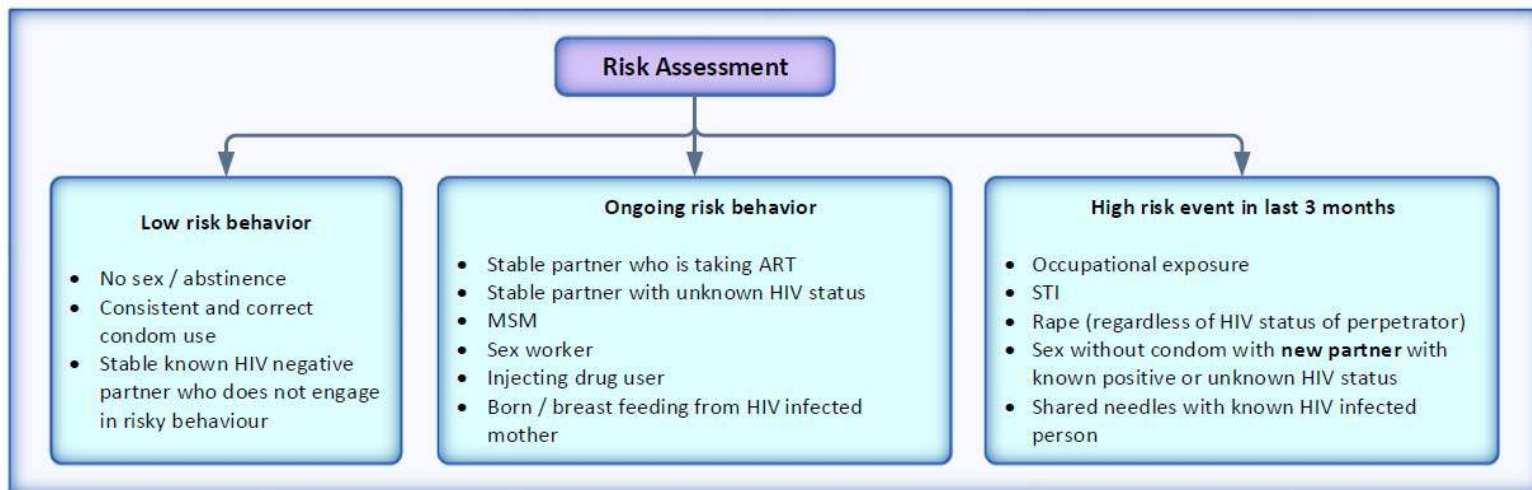 Risk Assessment
Low risk behavior
• No sex / abstinence
• Consistent and correct
condom use
• Stable known HIV negative
partner who does not engage
in risky behaviour
Ongoing risk behavior
• Stable partner who is taking ART
• Stable partner with unknown HIV status
• MSM
• Sex worker
• Injecting drug user
• Born / breast feeding from HIV infected
mother
High risk event in last 3 months
• Occupational exposure
• STI
• Rape (regardless of HIV status of perpetrator)
• Sex without condom with new partner with
known positive or unknown HIV status
• Shared needles with known HIV infected
person